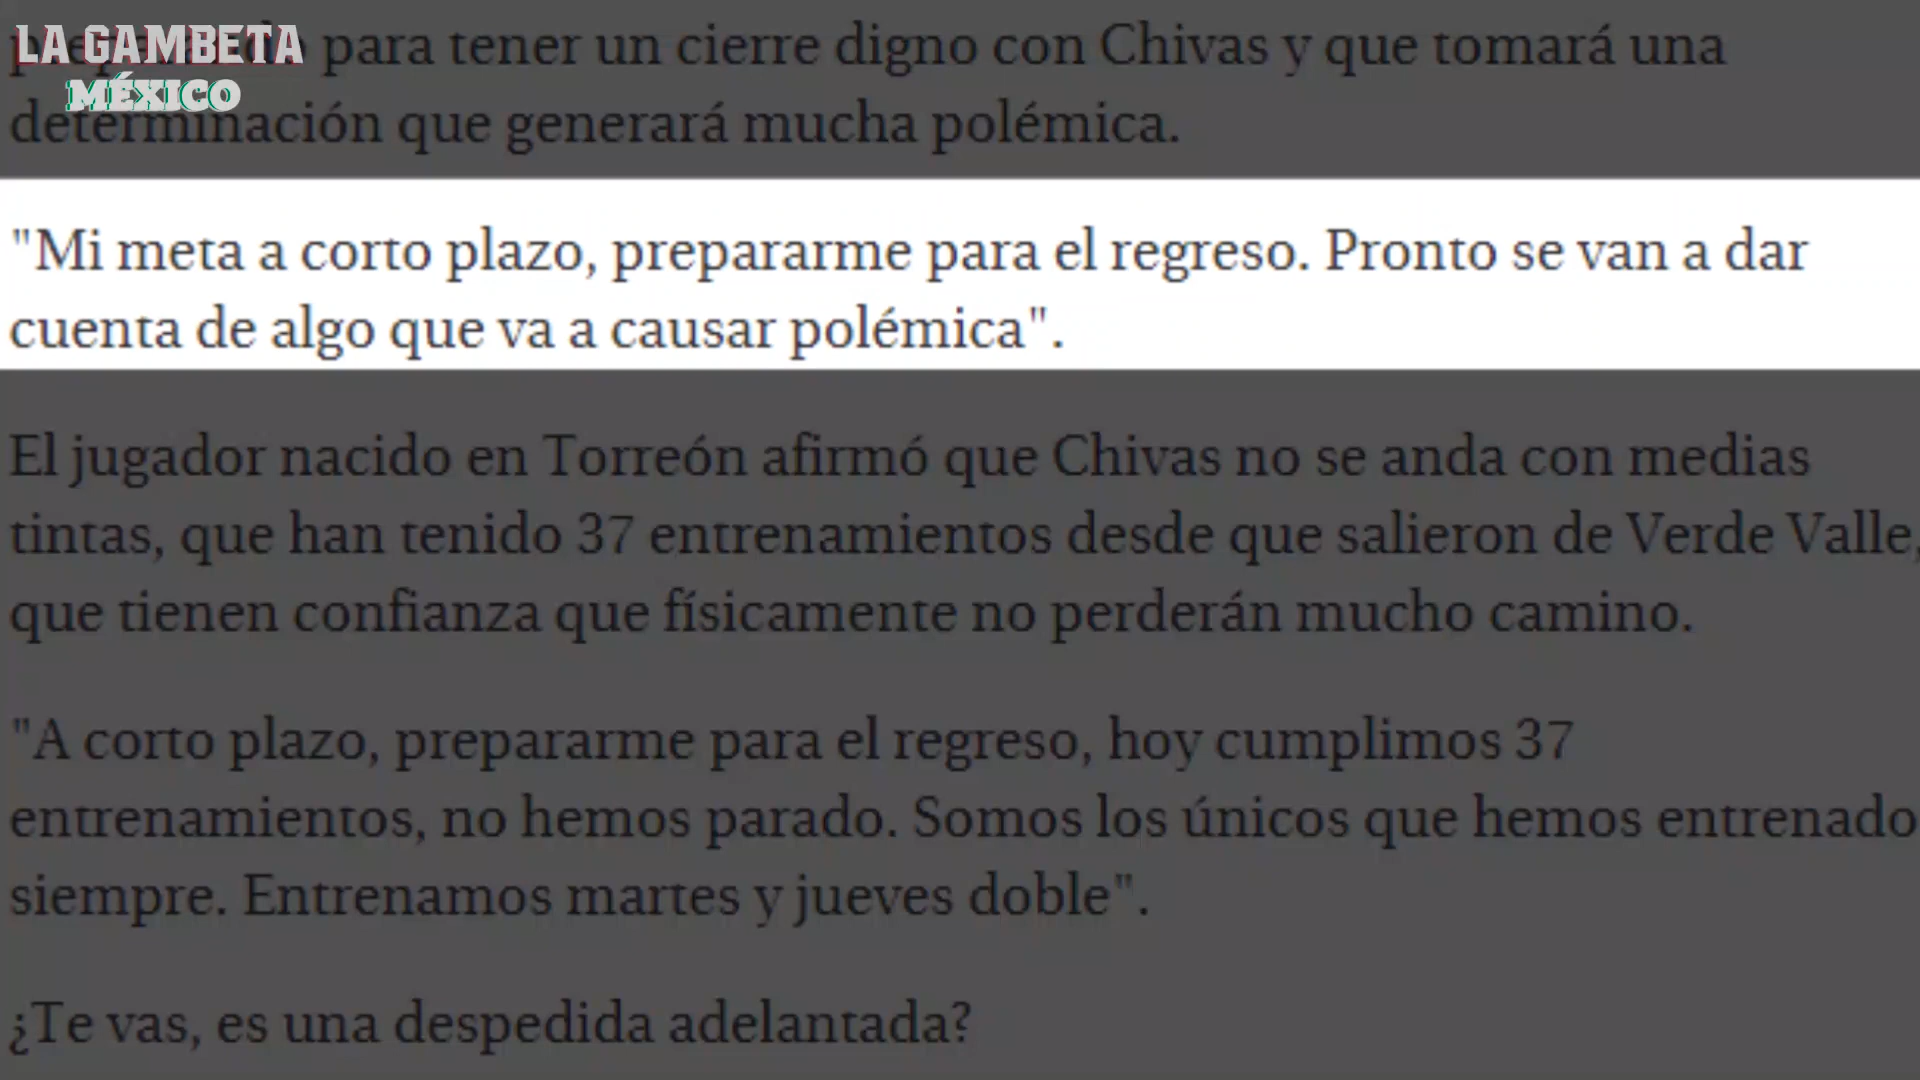 LA GAMBETA
MÉXICO
para tener un cierre digno con Chivas y que tomará una
determinación que generará mucha polémica.
"Mi meta a corto plazo, prepararme para el regreso. Pronto se van a dar
cuenta de algo que va a causar polémica".
El jugador nacido en Torreón afirmó que Chivas no se anda con medias
tintas, que han tenido 37 entrenamientos desde que salieron de Verde Valle,
que tienen confianza que físicamente no perderán mucho camino.
"A corto plazo, prepararme para el regreso, hoy cumplimos 37
entrenamientos, no hemos parado. Somos los únicos que hemos entrenado
siempre. Entrenamos martes y jueves doble".
¿Te vas, es una despedida adelantada?